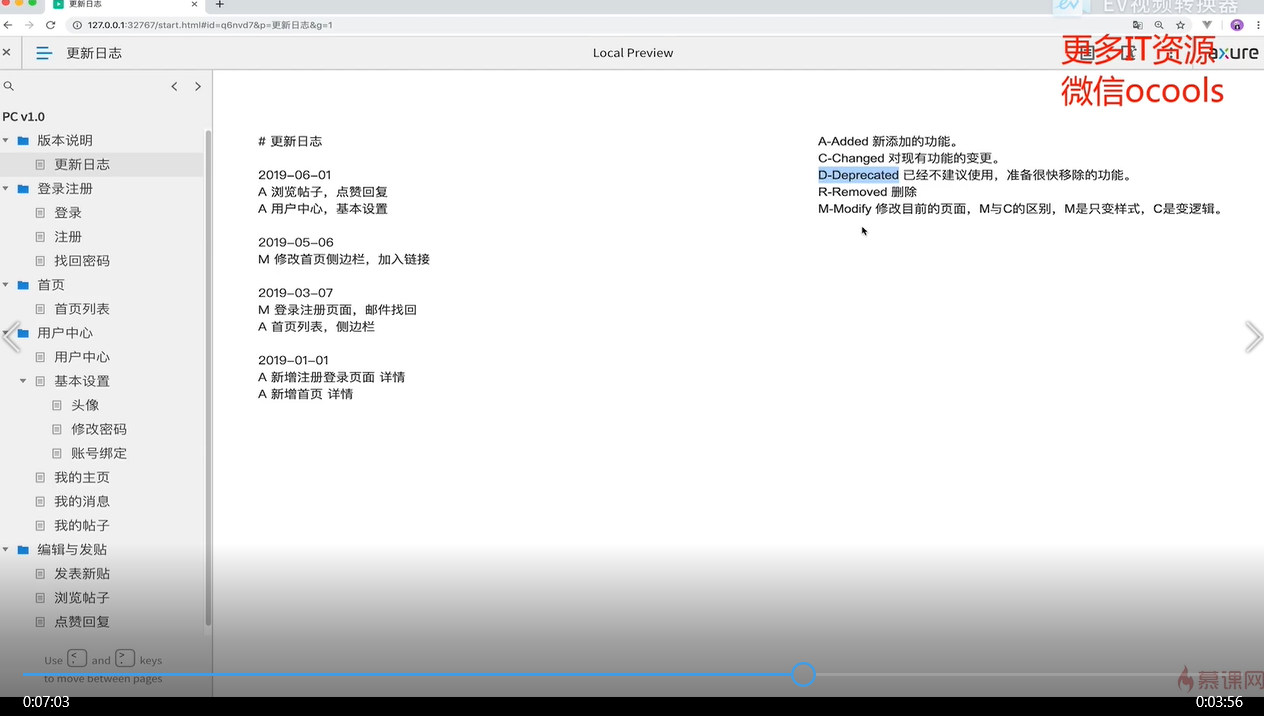 更新日志
EV视频转换器
127.0.0.1:32767/start.html#id=q6nvd7&p=更新日志&g=1
更新日志
Local Preview
axure
更多IT资源
微信ocools
PC v1.0
版本说明
更新日志
登录注册
登录
注册
找回密码
首页
首页列表
用户中心
用户中心
基本设置
头像
修改密码
账号绑定
我的主页
我的消息
我的帖子
编辑与发贴
发表新贴
浏览帖子
点赞回复
Use < , and > . keys
to move between pages
# 更新日志
2019-06-01
A 浏览帖子，点赞回复
A 用户中心，基本设置
2019-05-06
M 修改首页侧边栏，加入链接
2019-03-07
M 登录注册页面，邮件找回
A 首页列表，侧边栏
2019-01-01
A 新增注册登录页面 详情
A 新增首页 详情
A-Added 新添加的功能。
C-Changed 对现有功能的变更。
D-Deprecated 已经不建议使用，准备很快移除的功能。
R-Removed 删除
M-Modify 修改目前的页面，M与C的区别，M是只变样式，C是变逻辑。
慕课网
0:07:03
0:03:56